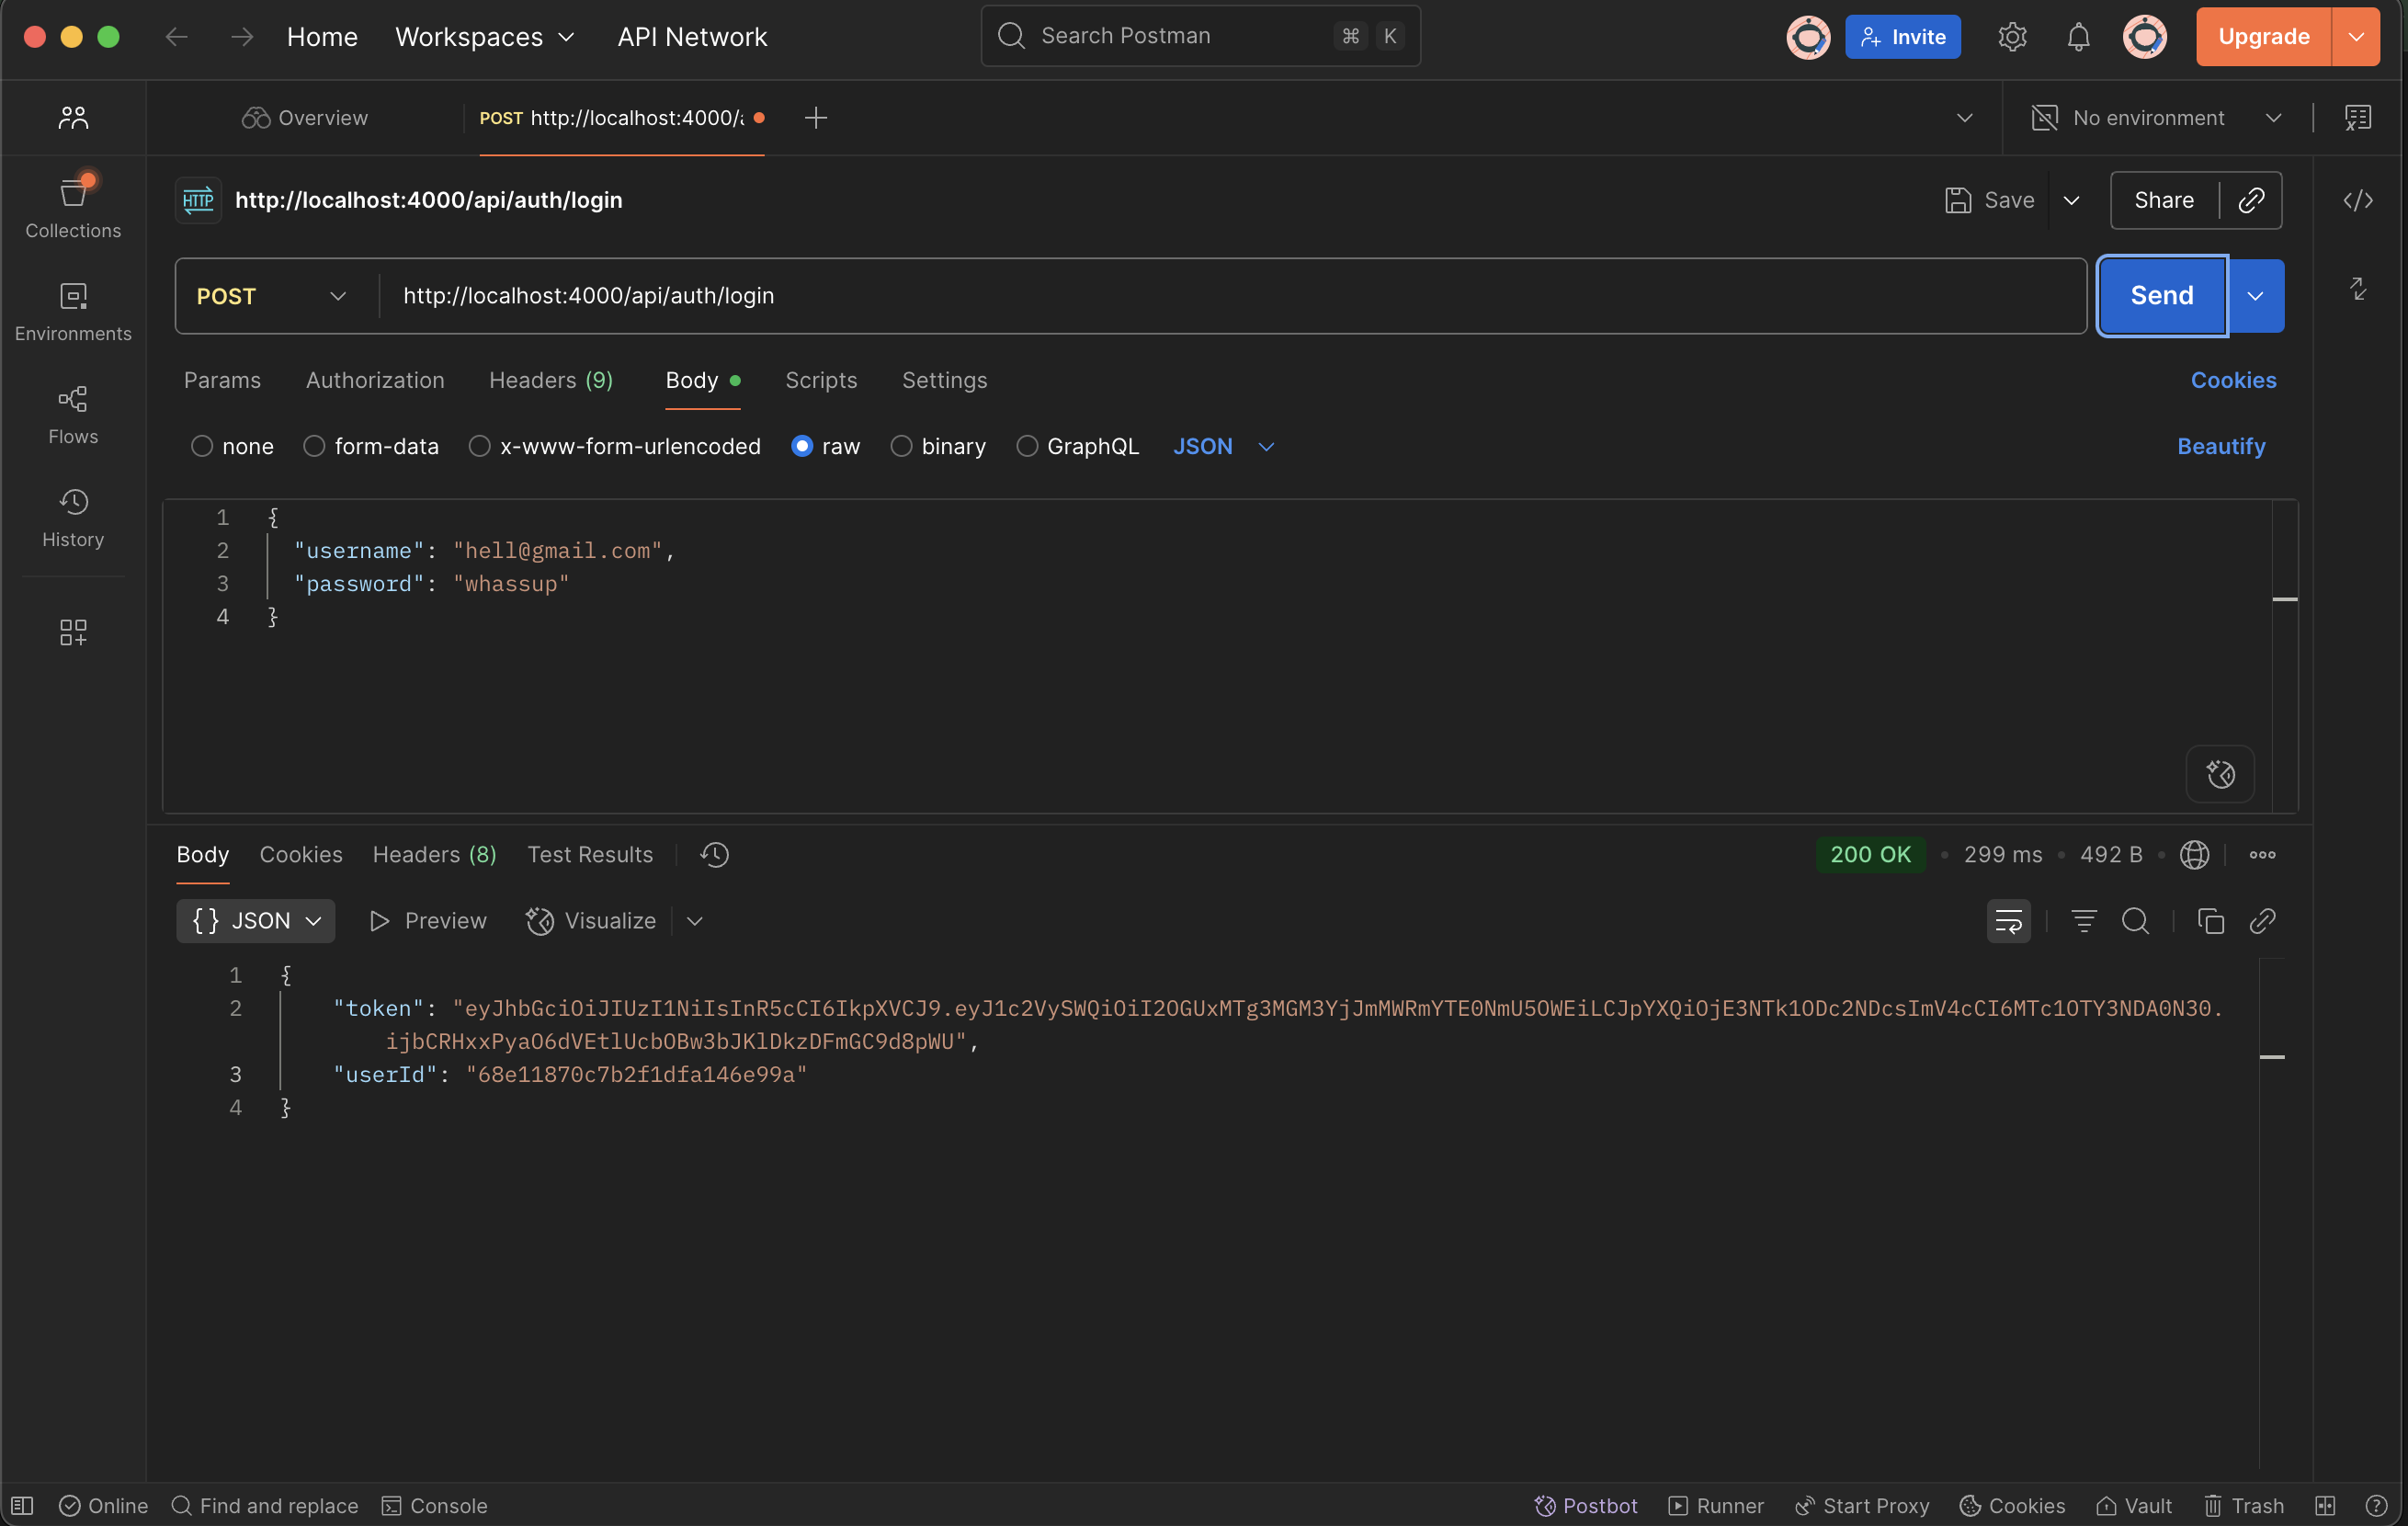 Home Workspaces API Network Search Postman ⌘ K Invite Upgrade
Overview POST http://localhost:4000/a No environment
HTTP http://localhost:4000/api/auth/login Save Share
Collections
POST http://localhost:4000/api/auth/login Send
Environments
Params Authorization Headers (9) Body Scripts Settings Cookies
Flows
none form-data x-www-form-urlencoded raw binary GraphQL JSON Beautify
History
1 {
2 "username": "hell@gmail.com",
3 "password": "whassup"
4 }
Body Cookies Headers (8) Test Results 200 OK • 299 ms • 492 B •
{} JSON Preview Visualize
1 {
2 "token": "eyJhbGciOiJIUzI1NiIsInR5cCI6IkpXVCJ9.eyJ1c2VySWQiOiI2OGUxMTg3MGM3YjJmMWRmYTE0NmU5OWEiLCJpYXQiOjE3NTk1ODc2NDcsImV4cCI6MTc1OTY3NDA0N30.
ijbCRHxxPyaO6dVEtlUcbOBw3bJKlDkzDFmGC9d8pWU",
3 "userId": "68e11870c7b2f1dfa146e99a"
4 }
Online Find and replace Console Postbot Runner Start Proxy Cookies Vault Trash